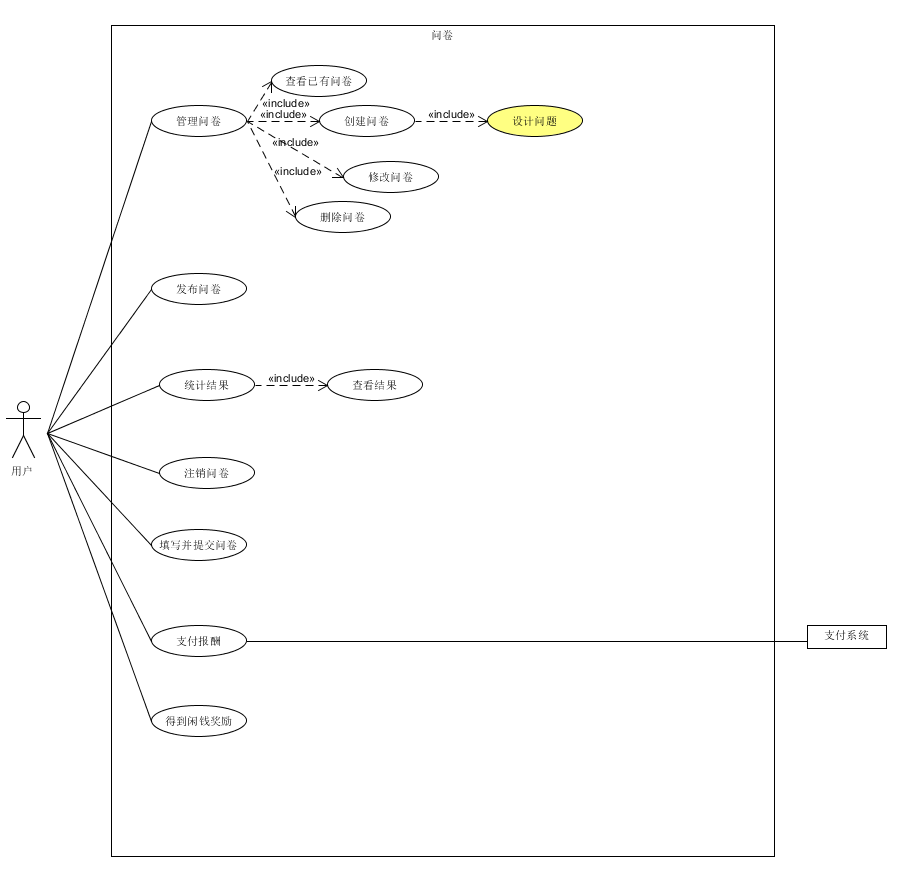 问卷
查看已有问卷
«include»
管理问卷
«include»
创建问卷
«include»
设计问题
«include»
修改问卷
«include»
删除问卷
发布问卷
统计结果
«include»
查看结果
用户
注销问卷
填写并提交问卷
支付报酬
支付系统
得到闲钱奖励